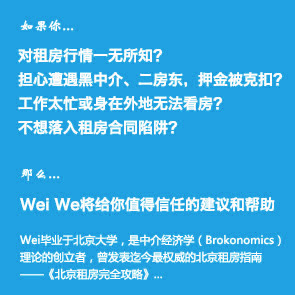 如果你...
对租房行情一无所知?
担心遭遇黑中介、二房东，押金被克扣?
工作太忙或身在外地无法看房?
不想落入租房合同陷阱?
那么...
Wei We将给你值得信任的建议和帮助
Wei毕业于北京大学，是中介经济学（Brokonomics）
理论的创立者，曾发表迄今最权威的北京租房指南
——《北京租房完全攻略》...